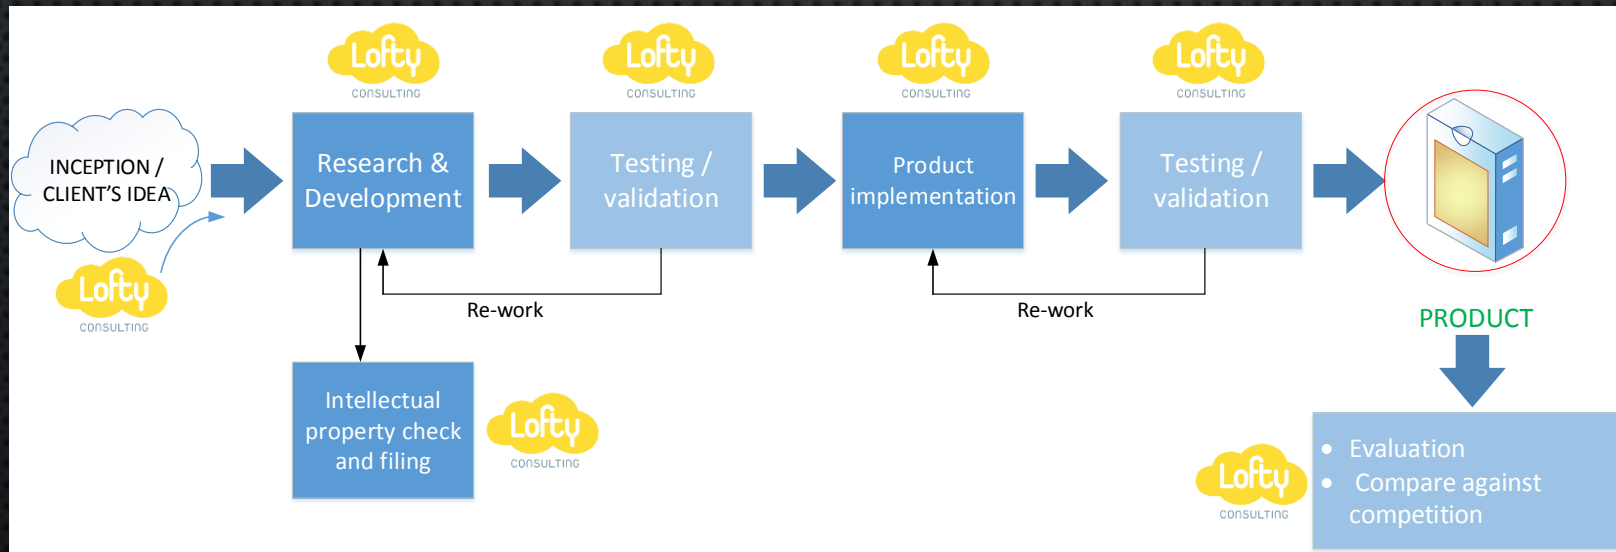 Lofty
CONSULTING
Lofty
CONSULTING
Lofty
CONSULTING
Lofty
CONSULTING
INCEPTION /
CLIENT'S IDEA
Research &
Development
Testing /
validation
Product
implementation
Testing /
validation
Lofty
CONSULTING
Re-work
Re-work
PRODUCT
Intellectual
property check
and filing
Lofty
CONSULTING
Lofty
CONSULTING
• Evaluation
• Compare against
competition